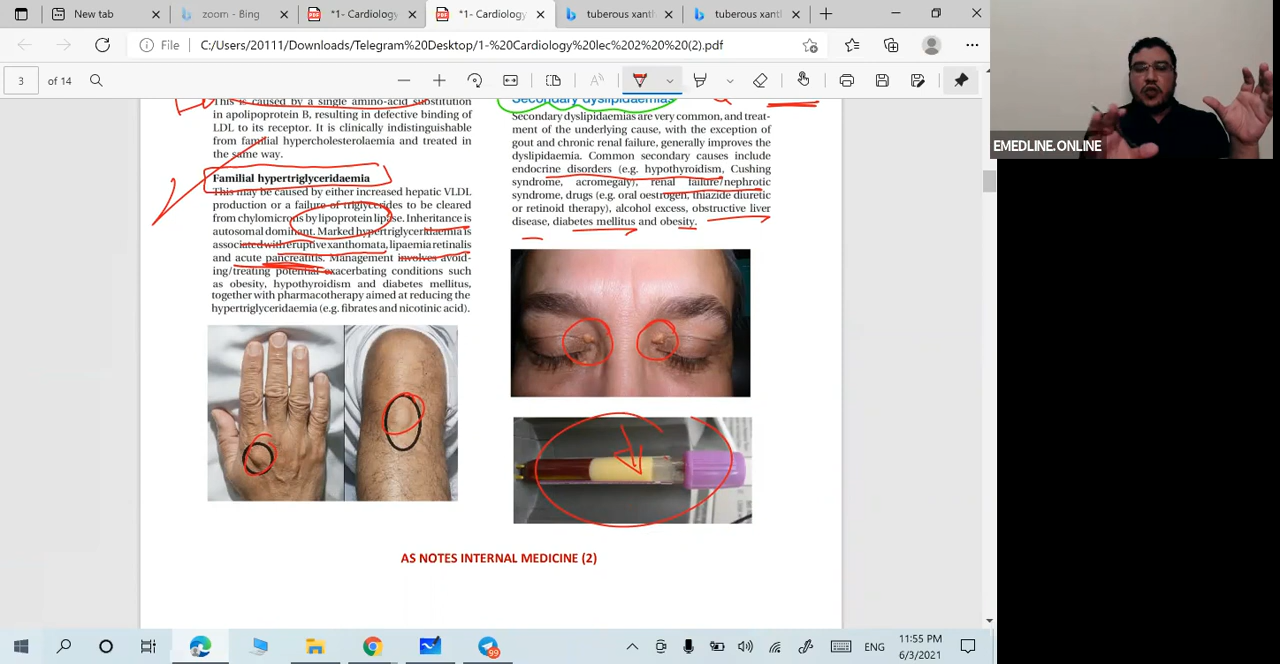 New tab
zoom - Bing
*1- Cardiology
*1- Cardiology
tuberous xant
tuberous xant
File
C:/Users/20111/Downloads/Telegram%20Desktop/1-%20Cardiology%20lec%202%20%20(2).pdf
3
of 14
This is caused by a single amino-acid substitution
in apolipoprotein B, resulting in defective binding of
LDL to its receptor. It is clinically indistinguishable
from familial hypercholesterolaemia and treated in
the same way.
Familial hypertriglyceridaemia
This may be caused by either increased hepatic VLDL
production or a failure of triglycerides to be cleared
from chylomicrons by lipoprotein lipase. Inheritance is
autosomal dominant. Marked hypertriglyceridaemia is
associated with eruptive xanthomata, lipaemia retinalis
and acute pancreatitis. Management involves avoid-
ing/treating potential exacerbating conditions such
as obesity, hypothyroidism and diabetes mellitus,
together with pharmacotherapy aimed at reducing the
hypertriglyceridaemia (e.g. fibrates and nicotinic acid).
Secondary dyslipidaemias
Secondary dyslipidaemias are very common, and treat-
ment of the underlying cause, with the exception of
gout and chronic renal failure, generally improves the
dyslipidaemia. Common secondary causes include
endocrine disorders (e.g. hypothyroidism, Cushing
syndrome, acromegaly), renal failure/nephrotic
syndrome, drugs (e.g. oral oestrogen, thiazide diuretic
or retinoid therapy), alcohol excess, obstructive liver
disease, diabetes mellitus and obesity.
AS NOTES INTERNAL MEDICINE (2)
EMEDLINE.ONLINE
99
ENG
11:55 PM
6/3/2021